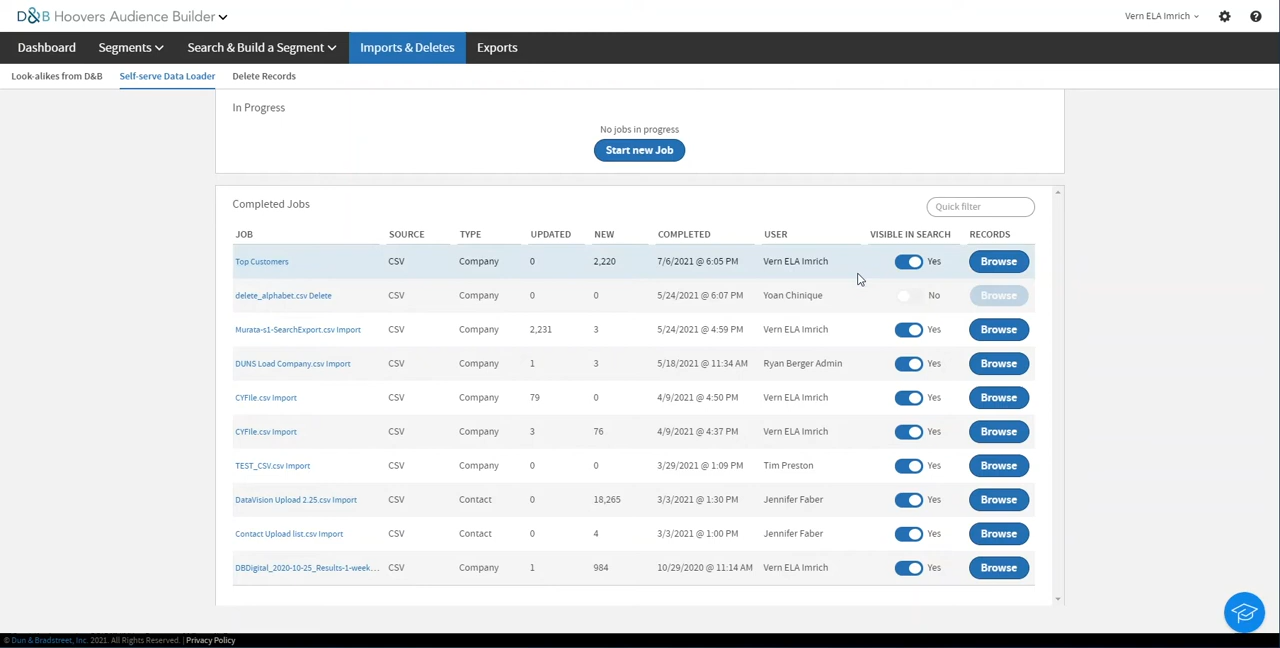 D&B Hoovers Audience Builder
Vern ELA Imrich
Dashboard Segments Search & Build a Segment Imports & Deletes Exports
Look-alikes from D&B Self-serve Data Loader Delete Records
In Progress
No jobs in progress
Start new Job
Completed Jobs
Quick filter
JOB SOURCE TYPE UPDATED NEW COMPLETED USER VISIBLE IN SEARCH RECORDS
Top Customers CSV Company 0 2,220 7/6/2021 @ 6:05 PM Vern ELA Imrich Yes Browse
delete_alphabet.csv Delete CSV Company 0 0 5/24/2021 @ 6:07 PM Yoan Chinique No Browse
Murata-s1-SearchExport.csv Import CSV Company 2,231 3 5/24/2021 @ 4:59 PM Vern ELA Imrich Yes Browse
DUNS Load Company.csv Import CSV Company 1 3 5/18/2021 @ 11:34 AM Ryan Berger Admin Yes Browse
CYFIle.csv Import CSV Company 79 0 4/9/2021 @ 4:50 PM Vern ELA Imrich Yes Browse
CYFIle.csv Import CSV Company 3 76 4/9/2021 @ 4:37 PM Vern ELA Imrich Yes Browse
TEST_CSV.csv Import CSV Company 0 0 3/29/2021 @ 1:09 PM Tim Preston Yes Browse
DataVision Upload 2.25.csv Import CSV Contact 0 18,265 3/3/2021 @ 1:30 PM Jennifer Faber Yes Browse
Contact Upload list.csv Import CSV Contact 0 4 3/3/2021 @ 1:00 PM Jennifer Faber Yes Browse
DBDigital_2020-10-25_Results-1-week... CSV Company 1 984 10/29/2020 @ 11:14 AM Vern ELA Imrich Yes Browse
© Dun & Bradstreet, Inc. 2021. All Rights Reserved. | Privacy Policy